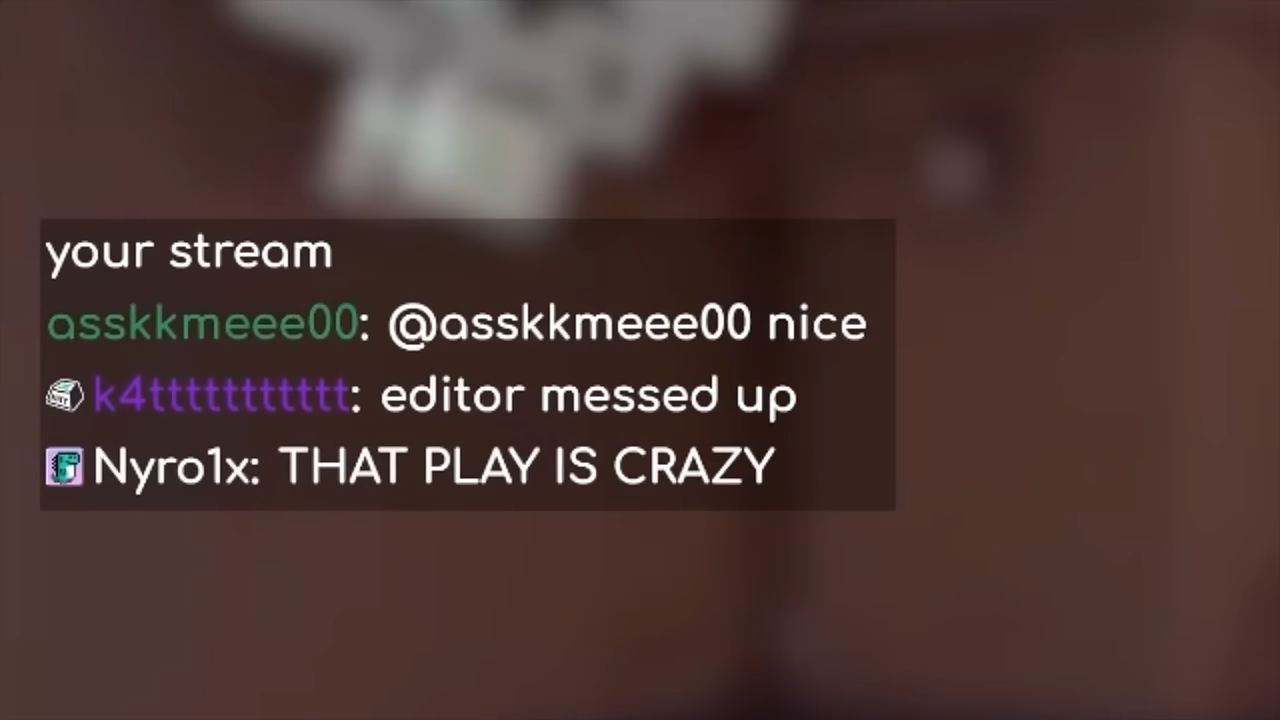 your stream
asskkmeee00: @asskkmeee00 nice
k4ttttttttttt: editor messed up
Nyro1x: THAT PLAY IS CRAZY